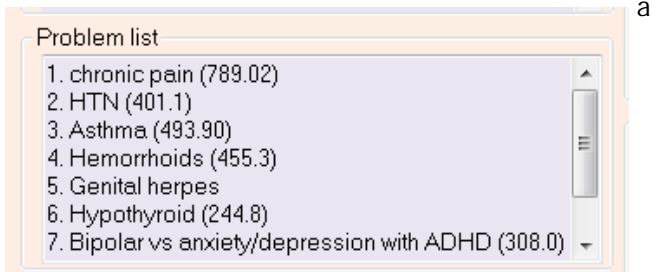 a
Problem list
1. chronic pain (789.02)
2. HTN (401.1)
3. Asthma (493.90)
4. Hemorrhoids (455.3)
5. Genital herpes
6. Hypothyroid (244.8)
7. Bipolar vs anxiety/depression with ADHD (308.0)